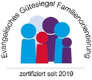 Evangelisches Gütesiegel Familienorientierung
zertifiziert seit 2019